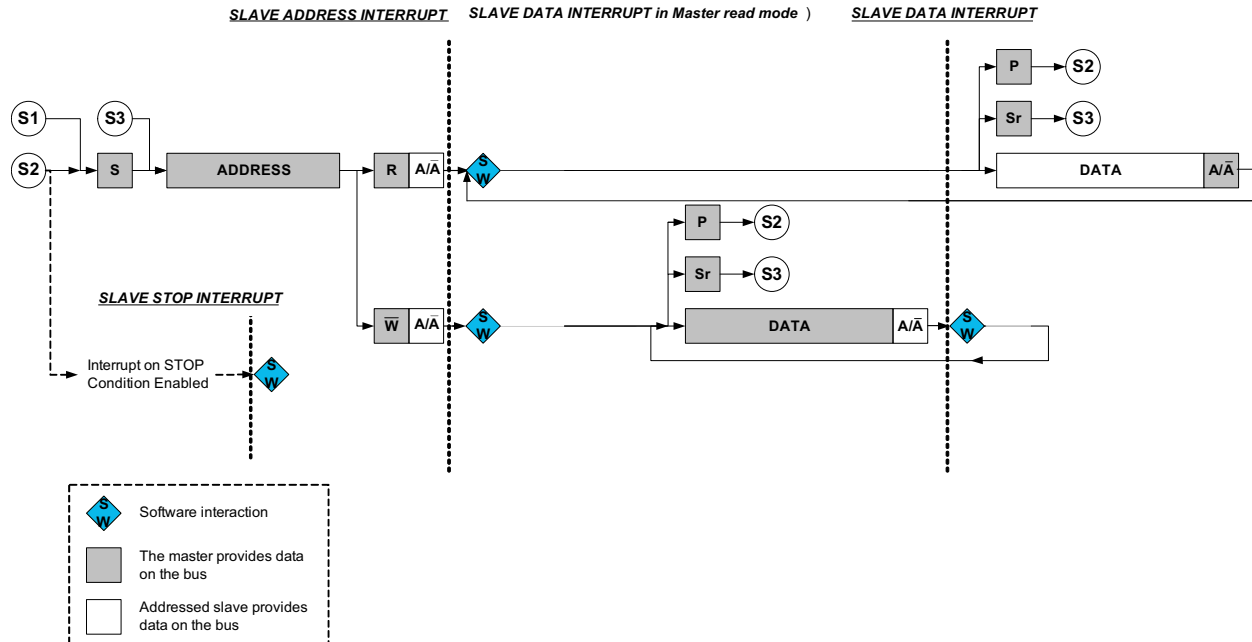 SLAVE ADDRESS INTERRUPT
SLAVE DATA INTERRUPT in Master read mode )
SLAVE DATA INTERRUPT
P
S2
S1
S3
Sr
S3
S2
S
ADDRESS
R
A/A̅
S
W
DATA
A/A̅
P
S2
Sr
S3
SLAVE STOP INTERRUPT
W̅
A/A̅
S
W
DATA
A/A̅
S
W
Interrupt on STOP
Condition Enabled
S
W
S
W
Software interaction
The master provides data
on the bus
Addressed slave provides
data on the bus